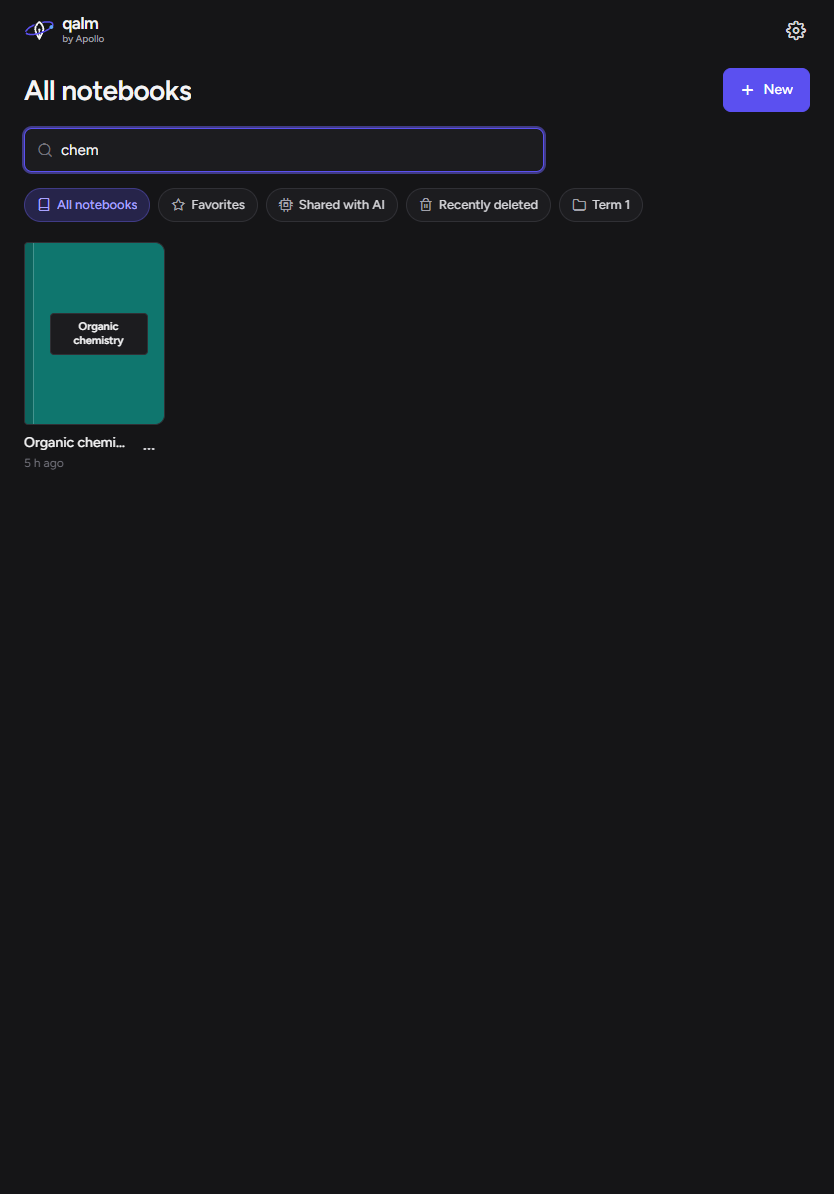 qalm
by Apollo
All notebooks
+ New
chem
All notebooks
Favorites
Shared with AI
Recently deleted
Term 1
Organic
chemistry
Organic chemi... ...
5 h ago